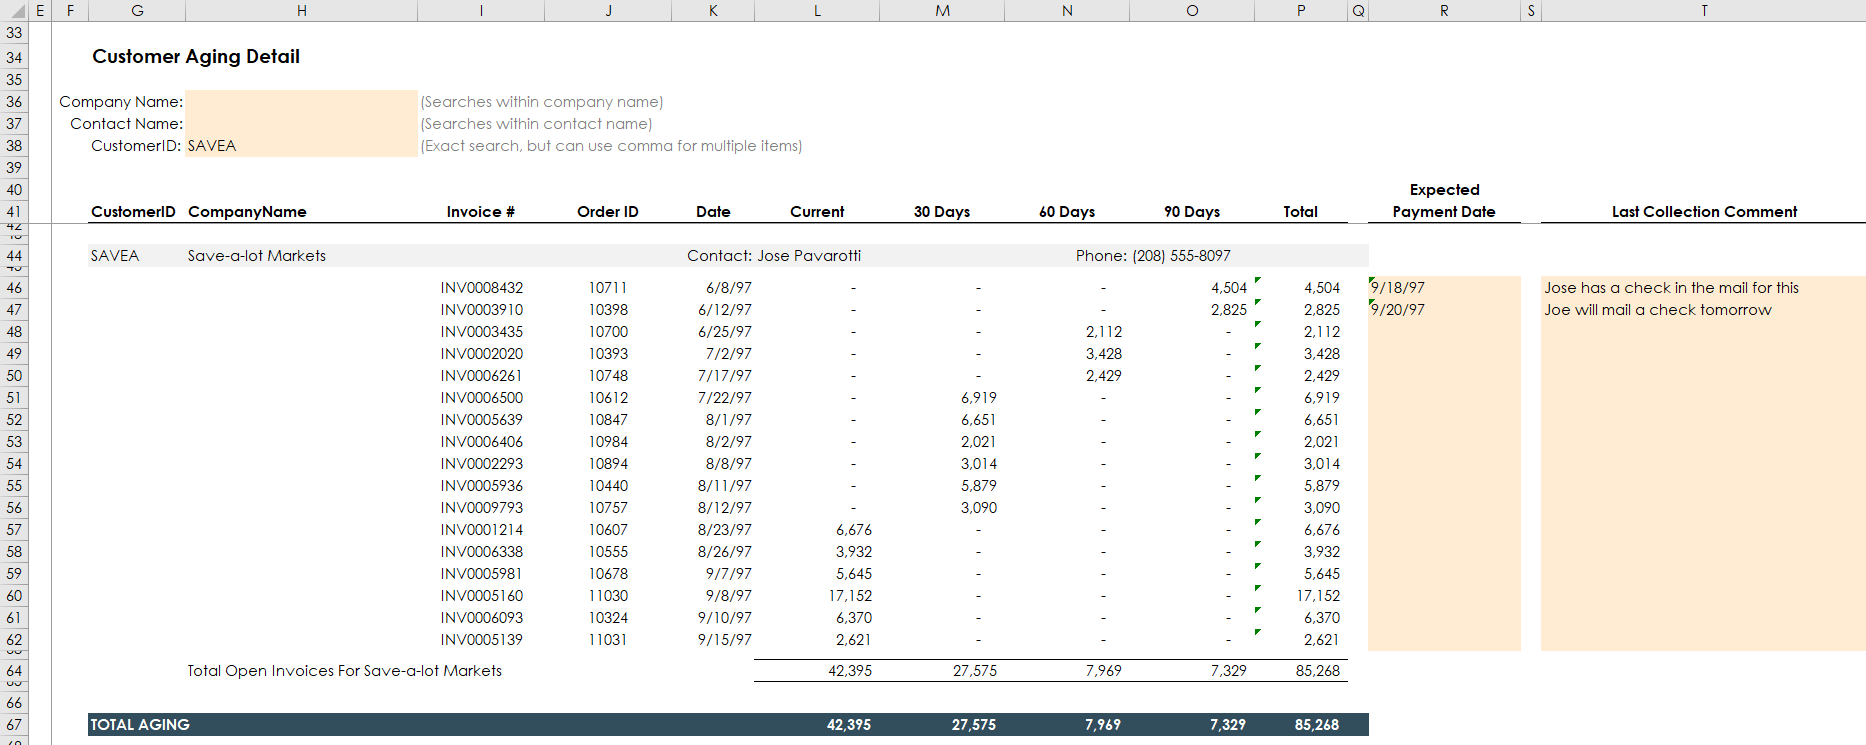 E F G H I J K L M N O P Q R S T
33
34 Customer Aging Detail
35
36 Company Name: (Searches within company name)
37 Contact Name: (Searches within contact name)
38 CustomerID: SAVEA (Exact search, but can use comma for multiple items)
39
40 Expected
41 CustomerID CompanyName Invoice # Order ID Date Current 30 Days 60 Days 90 Days Total Payment Date Last Collection Comment
42
44 SAVEA Save-a-lot Markets Contact: Jose Pavarotti Phone: (208) 555-8097
46 INV0008432 10711 6/8/97 - - - 4,504 4,504 9/18/97 Jose has a check in the mail for this
47 INV0003910 10398 6/12/97 - - - 2,825 2,825 9/20/97 Joe will mail a check tomorrow
48 INV0003435 10700 6/25/97 - - 2,112 - 2,112
49 INV0002020 10393 7/2/97 - - 3,428 - 3,428
50 INV0006261 10748 7/17/97 - - 2,429 - 2,429
51 INV0006500 10612 7/22/97 - 6,919 - - 6,919
52 INV0005639 10847 8/1/97 - 6,651 - - 6,651
53 INV0006406 10984 8/2/97 - 2,021 - - 2,021
54 INV0002293 10894 8/8/97 - 3,014 - - 3,014
55 INV0005936 10440 8/11/97 - 5,879 - - 5,879
56 INV0009793 10757 8/12/97 - 3,090 - - 3,090
57 INV0001214 10607 8/23/97 6,676 - - - 6,676
58 INV0006338 10555 8/26/97 3,932 - - - 3,932
59 INV0005981 10678 9/7/97 5,645 - - - 5,645
60 INV0005160 11030 9/8/97 17,152 - - - 17,152
61 INV0006093 10324 9/10/97 6,370 - - - 6,370
62 INV0005139 11031 9/15/97 2,621 - - - 2,621
64 Total Open Invoices For Save-a-lot Markets 42,395 27,575 7,969 7,329 85,268
66
67 TOTAL AGING 42,395 27,575 7,969 7,329 85,268